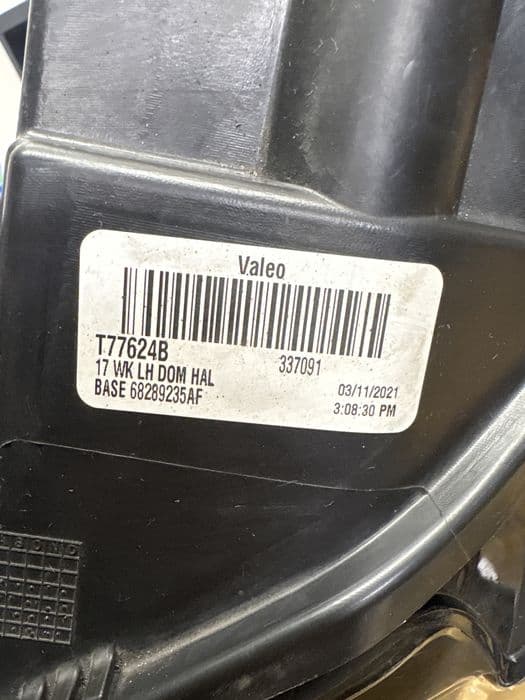 Valeo
T77624B
337091
17 WK LH DOM HAL
03/11/2021
BASE 68289235AF
3:08:30 PM